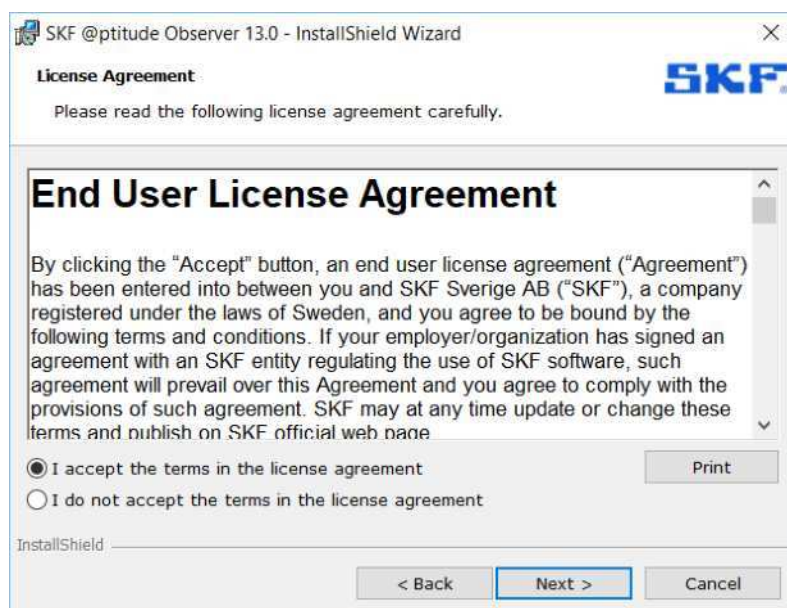 SKF @ptitude Observer 13.0 - InstallShield Wizard
License Agreement
SKF
Please read the following license agreement carefully.
End User License Agreement
By clicking the “Accept” button, an end user license agreement (“Agreement”)
has been entered into between you and SKF Sverige AB (“SKF”), a company
registered under the laws of Sweden, and you agree to be bound by the
following terms and conditions. If your employer/organization has signed an
agreement with an SKF entity regulating the use of SKF software, such
agreement will prevail over this Agreement and you agree to comply with the
provisions of such agreement. SKF may at any time update or change these
terms and publish on SKF official web page
I accept the terms in the license agreement
Print
I do not accept the terms in the license agreement
InstallShield
< Back
Next >
Cancel